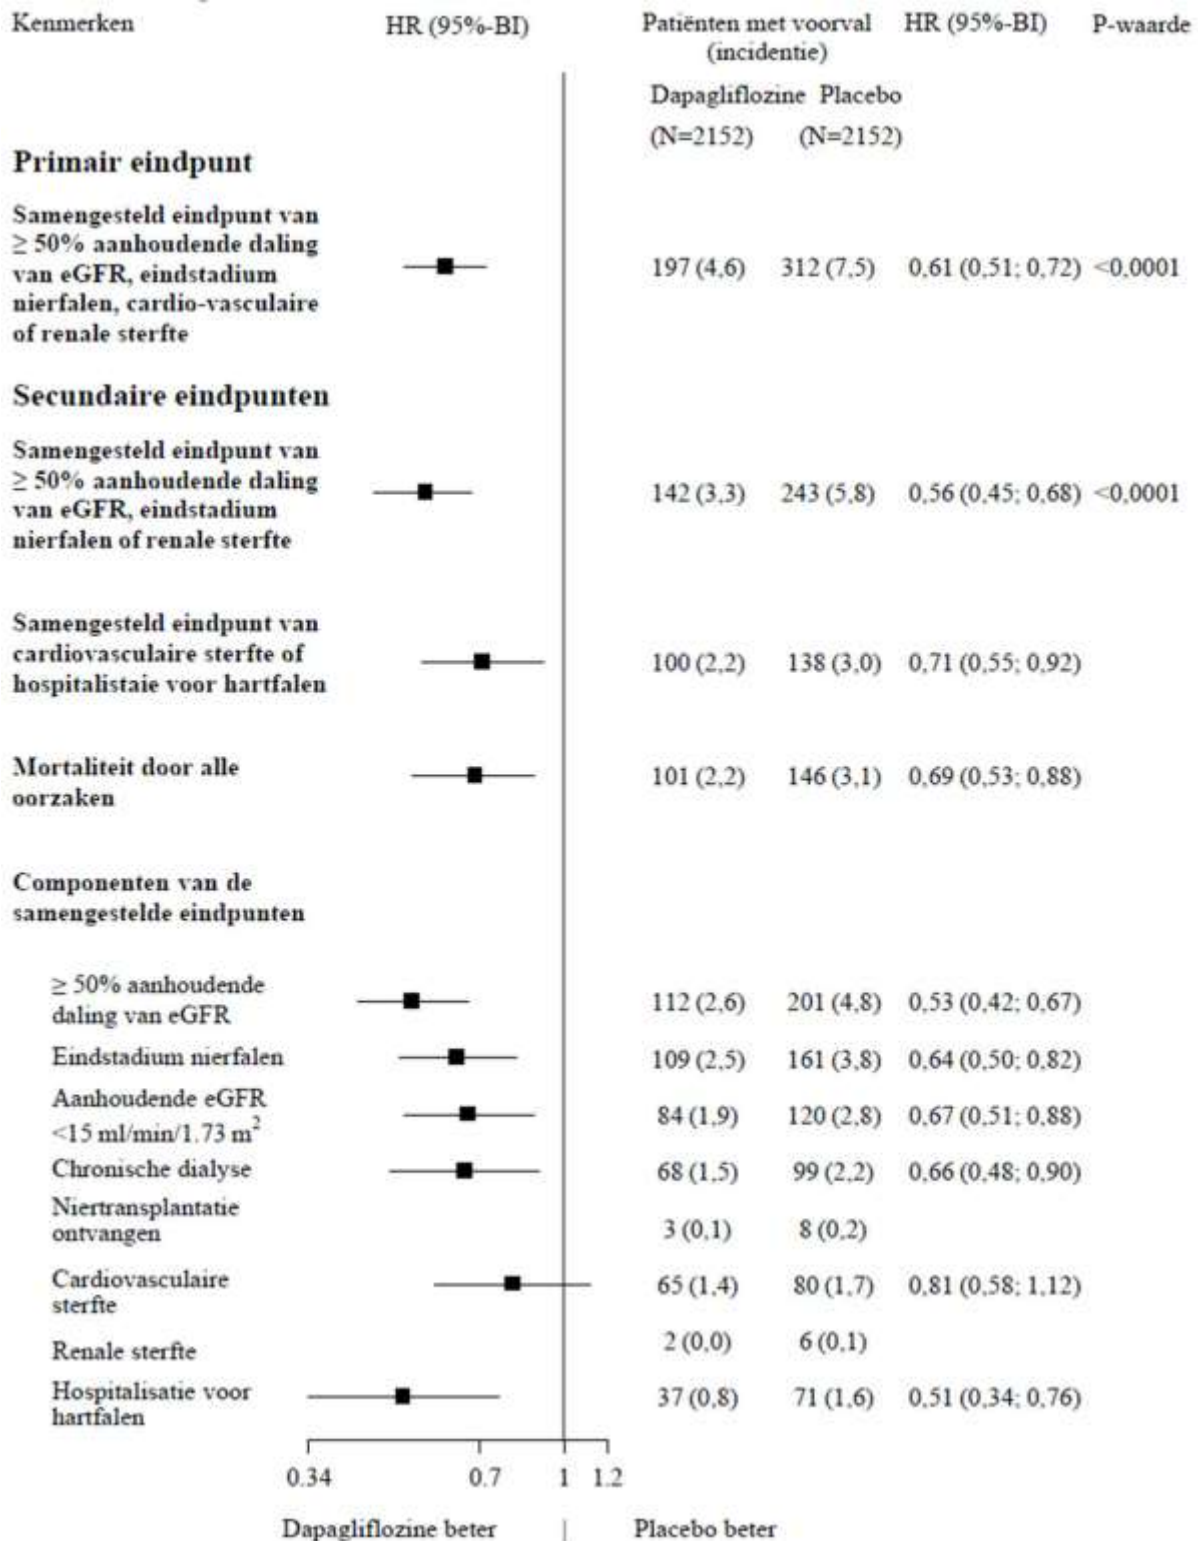 Kenmerken HR (95%-BI) Patiënten met voorval HR (95%-BI) P-waarde
(incidentie)
Dapagliflozine Placebo
(N=2152) (N=2152)
Primair eindpunt
Samengesteld eindpunt van
≥ 50% aanhoudende daling
van eGFR, eindstadium 197 (4,6) 312 (7,5) 0,61 (0,51; 0,72) <0,0001
nierfalen, cardio-vasculaire
of renale sterfte
Secundaire eindpunten
Samengesteld eindpunt van
≥ 50% aanhoudende daling
van eGFR, eindstadium 142 (3,3) 243 (5,8) 0,56 (0,45; 0,68) <0,0001
nierfalen of renale sterfte
Samengesteld eindpunt van
cardiovasculaire sterfte of 100 (2,2) 138 (3,0) 0,71 (0,55; 0,92)
hospitalistaie voor hartfalen
Mortaliteit door alle 101 (2,2) 146 (3,1) 0,69 (0,53; 0,88)
oorzaken
Componenten van de
samengestelde eindpunten
≥ 50% aanhoudende
daling van eGFR 112 (2,6) 201 (4,8) 0,53 (0,42; 0,67)
Eindstadium nierfalen 109 (2,5) 161 (3,8) 0,64 (0,50; 0,82)
Aanhoudende eGFR
<15 ml/min/1.73 m² 84 (1,9) 120 (2,8) 0,67 (0,51; 0,88)
Chronische dialyse 68 (1,5) 99 (2,2) 0,66 (0,48; 0,90)
Niertransplantatie
ontvangen 3 (0,1) 8 (0,2)
Cardiovasculaire 65 (1,4) 80 (1,7) 0,81 (0,58; 1,12)
sterfte
Renale sterfte 2 (0,0) 6 (0,1)
Hospitalisatie voor 37 (0,8) 71 (1,6) 0,51 (0,34; 0,76)
hartfalen
0.34 0.7 1 1.2
Dapagliflozine beter | Placebo beter